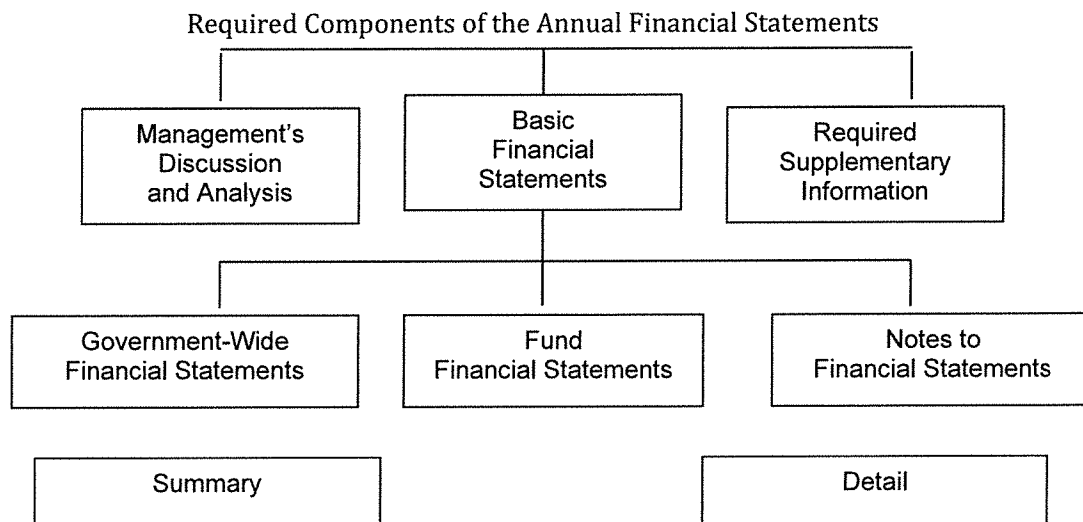 Required Components of the Annual Financial Statements
Management's
Discussion
and Analysis
Basic
Financial
Statements
Required
Supplementary
Information
Government-Wide
Financial Statements
Fund
Financial Statements
Notes to
Financial Statements
Summary
Detail